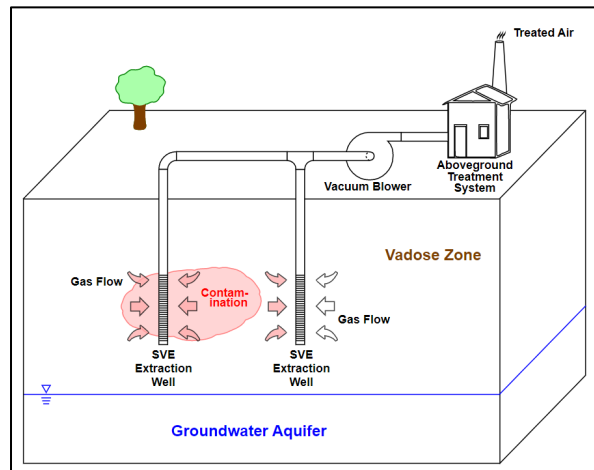 Treated Air
Aboveground
Treatment
System
Vacuum Blower
Vadose Zone
Gas Flow
Contam-
ination
Gas Flow
SVE
Extraction
Well
SVE
Extraction
Well
Groundwater Aquifer